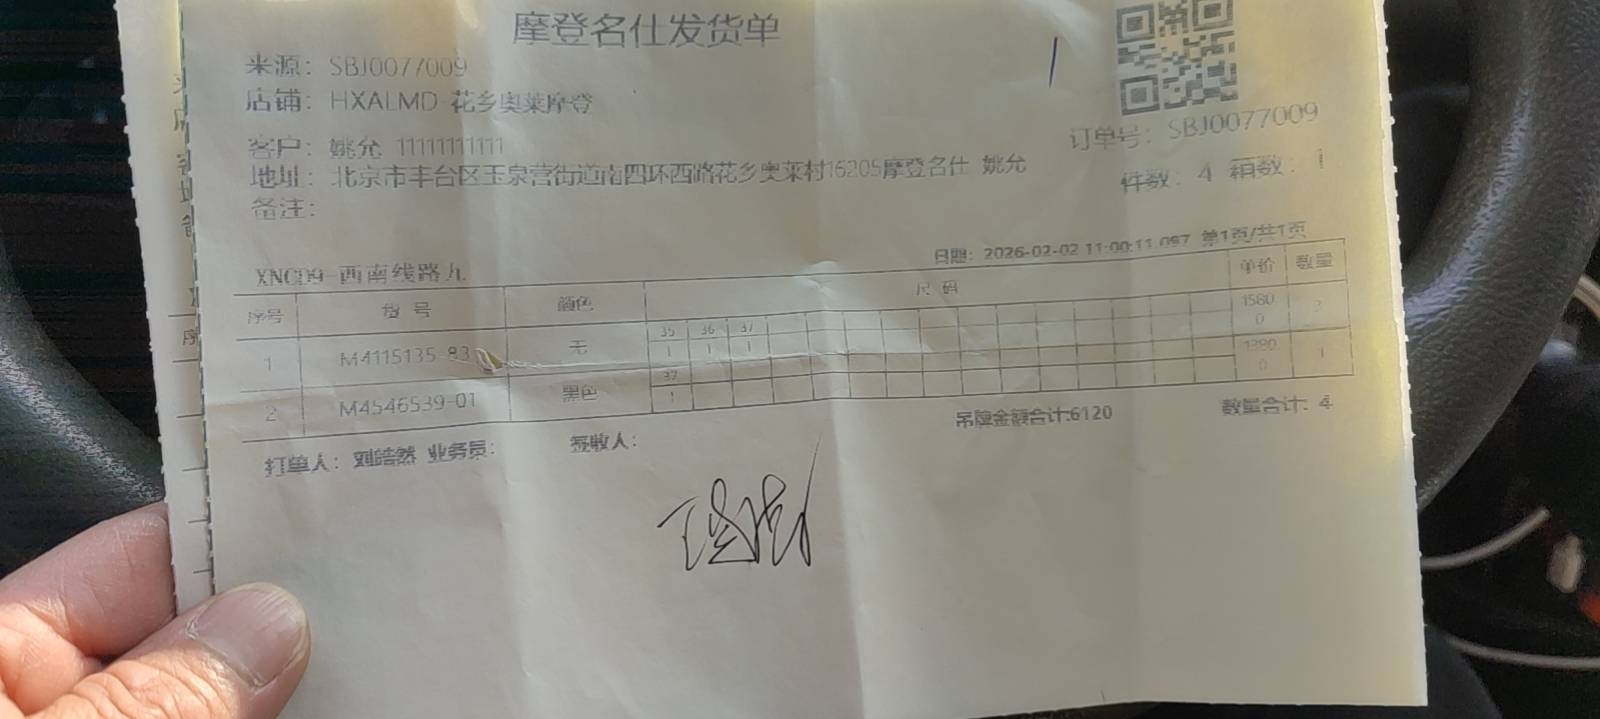 摩登名仕发货单
来源: SBJ0077009
店铺: HXALMD 花乡奥莱摩登
客户: 姚允 11111111111
订单号: SBJ0077009
地址: 北京市丰台区玉泉营街道南四环西路花乡奥莱村16205摩登名仕 姚允
件数: 4 箱数: 1
备注:
日期: 2026-02-02 11:00:11.097 第1页/共1页
XNC09-西南线路九
序号 货号 颜色 尺码 单价 数量
35 36 37
1 M4115135-83 无 1 1 1 1580 3
0
37
2 M4546539-01 黑色 1 0 1
吊牌金额合计:6120 数量合计: 4
打单人: 刘皓然 业务员: 签收人: